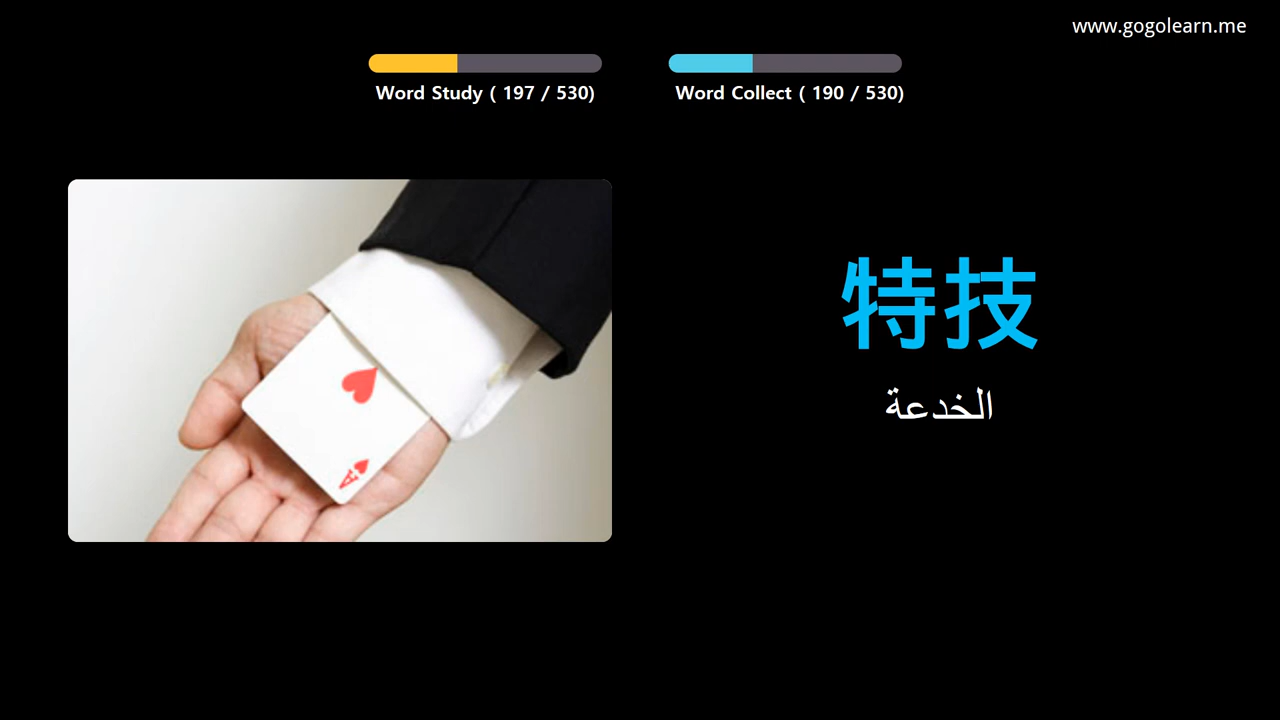 www.gogolearn.me
Word Study ( 197 / 530)
Word Collect ( 190 / 530)
A
特技
الخدعة